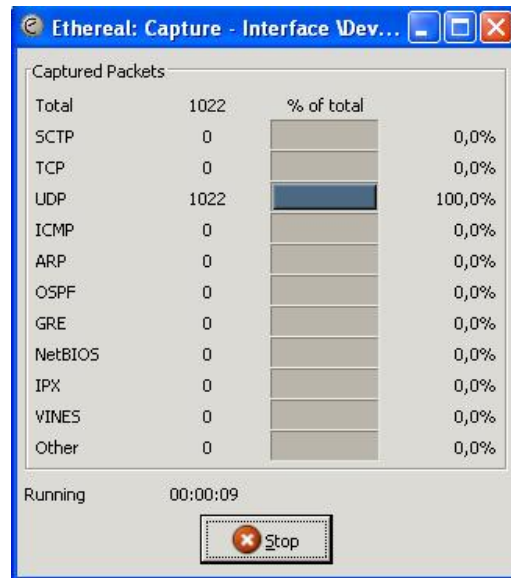 Ethereal: Capture - Interface \Dev...
Captured Packets
Total 1022 % of total
SCTP 0 0,0%
TCP 0 0,0%
UDP 1022 100,0%
ICMP 0 0,0%
ARP 0 0,0%
OSPF 0 0,0%
GRE 0 0,0%
NetBIOS 0 0,0%
IPX 0 0,0%
VINES 0 0,0%
Other 0 0,0%
Running 00:00:09
Stop